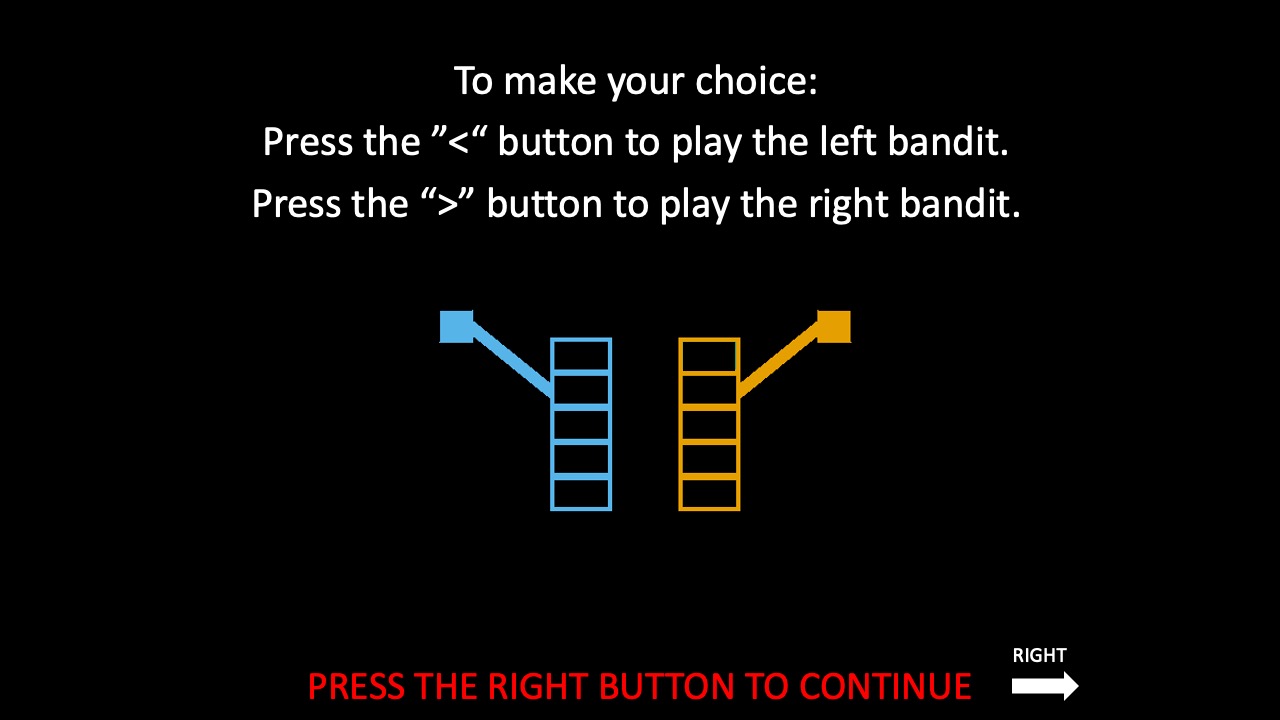 To make your choice:
Press the ”<“ button to play the left bandit.
Press the “>” button to play the right bandit.
RIGHT
PRESS THE RIGHT BUTTON TO CONTINUE